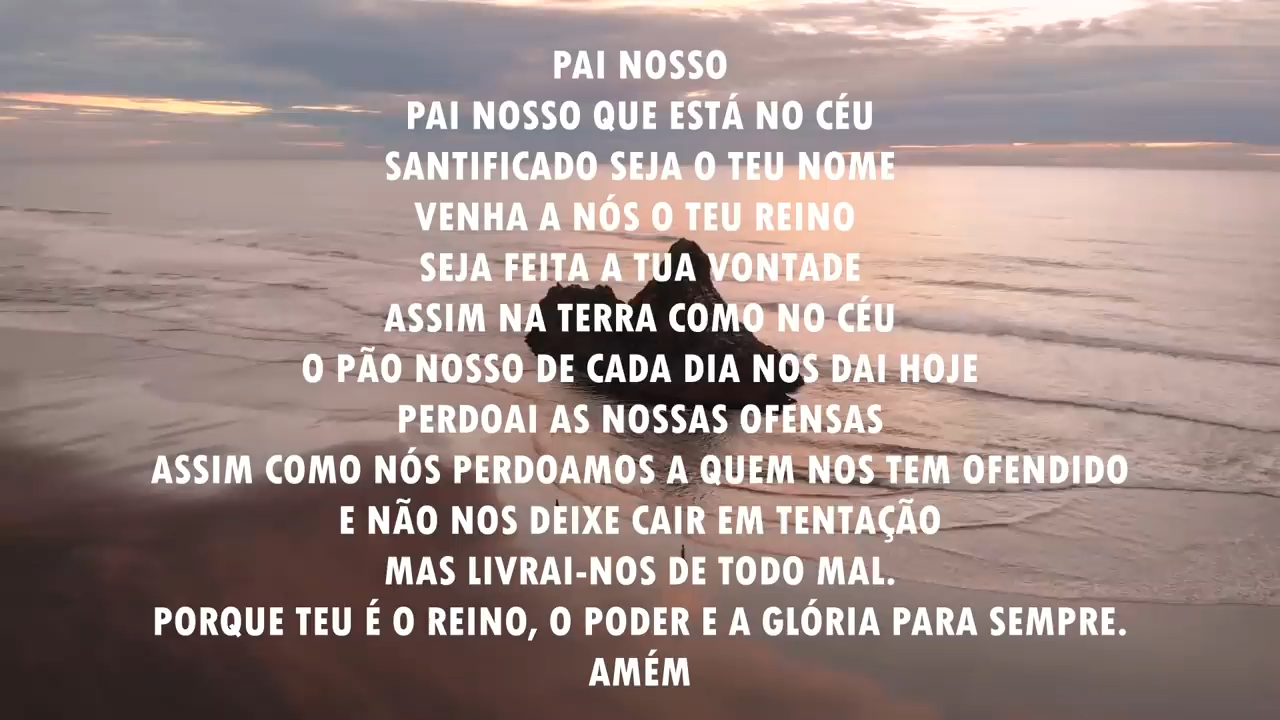 PAI NOSSO
PAI NOSSO QUE ESTÁ NO CÉU
SANTIFICADO SEJA O TEU NOME
VENHA A NÓS O TEU REINO
SEJA FEITA A TUA VONTADE
ASSIM NA TERRA COMO NO CÉU
O PÃO NOSSO DE CADA DIA NOS DAI HOJE
PERDOAI AS NOSSAS OFENSAS
ASSIM COMO NÓS PERDOAMOS A QUEM NOS TEM OFENDIDO
E NÃO NOS DEIXE CAIR EM TENTAÇÃO
MAS LIVRAI-NOS DE TODO MAL.
PORQUE TEU É O REINO, O PODER E A GLÓRIA PARA SEMPRE.
AMÉM